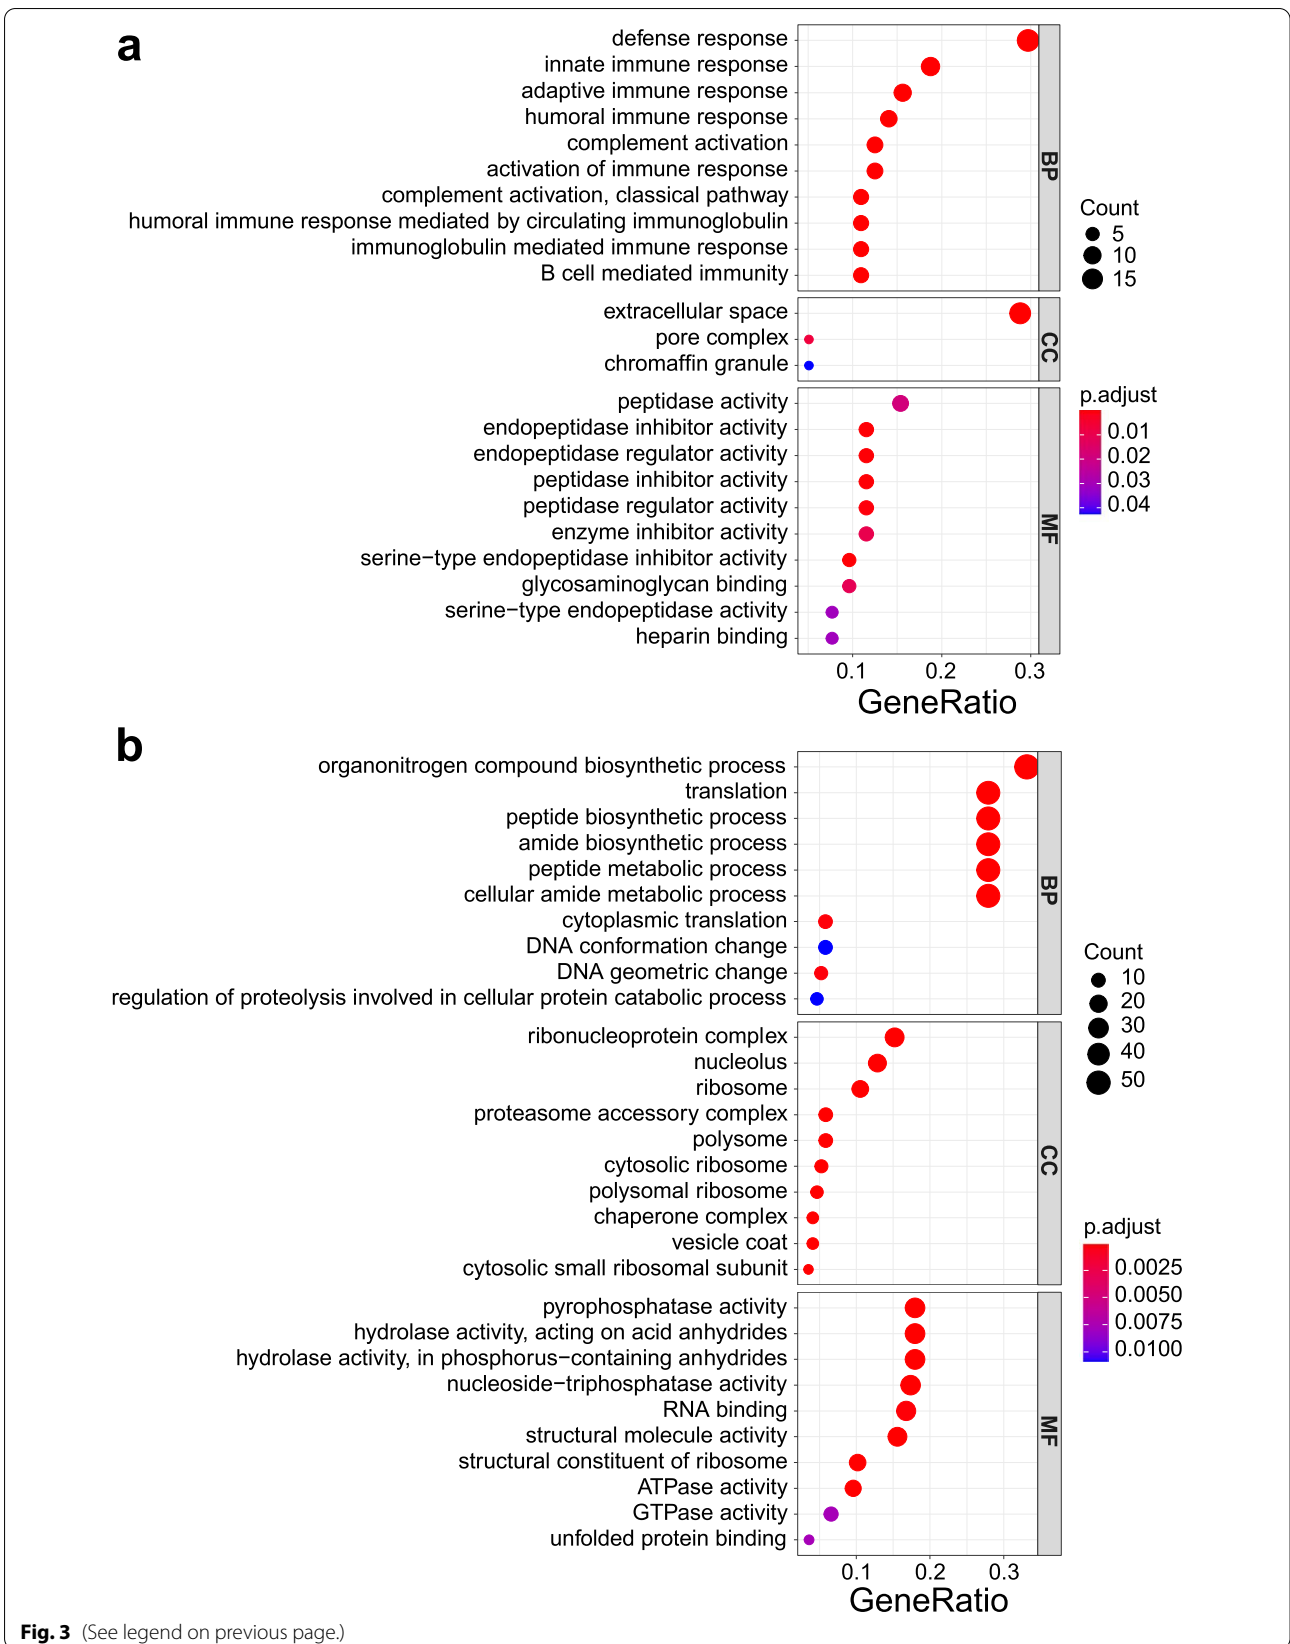 a
defense response
innate immune response
adaptive immune response
humoral immune response
complement activation
activation of immune response
complement activation, classical pathway
humoral immune response mediated by circulating immunoglobulin
immunoglobulin mediated immune response
B cell mediated immunity
BP
extracellular space
pore complex
chromaffin granule
CC
peptidase activity
endopeptidase inhibitor activity
endopeptidase regulator activity
peptidase inhibitor activity
peptidase regulator activity
enzyme inhibitor activity
serine−type endopeptidase inhibitor activity
glycosaminoglycan binding
serine−type endopeptidase activity
heparin binding
MF
0.1 0.2 0.3
GeneRatio
Count
5
10
15
p.adjust
0.01
0.02
0.03
0.04
b
organonitrogen compound biosynthetic process
translation
peptide biosynthetic process
amide biosynthetic process
peptide metabolic process
cellular amide metabolic process
cytoplasmic translation
DNA conformation change
DNA geometric change
regulation of proteolysis involved in cellular protein catabolic process
BP
ribonucleoprotein complex
nucleolus
ribosome
proteasome accessory complex
polysome
cytosolic ribosome
polysomal ribosome
chaperone complex
vesicle coat
cytosolic small ribosomal subunit
CC
pyrophosphatase activity
hydrolase activity, acting on acid anhydrides
hydrolase activity, in phosphorus−containing anhydrides
nucleoside−triphosphatase activity
RNA binding
structural molecule activity
structural constituent of ribosome
ATPase activity
GTPase activity
unfolded protein binding
MF
0.1 0.2 0.3
GeneRatio
Count
10
20
30
40
50
p.adjust
0.0025
0.0050
0.0075
0.0100
Fig. 3 (See legend on previous page.)